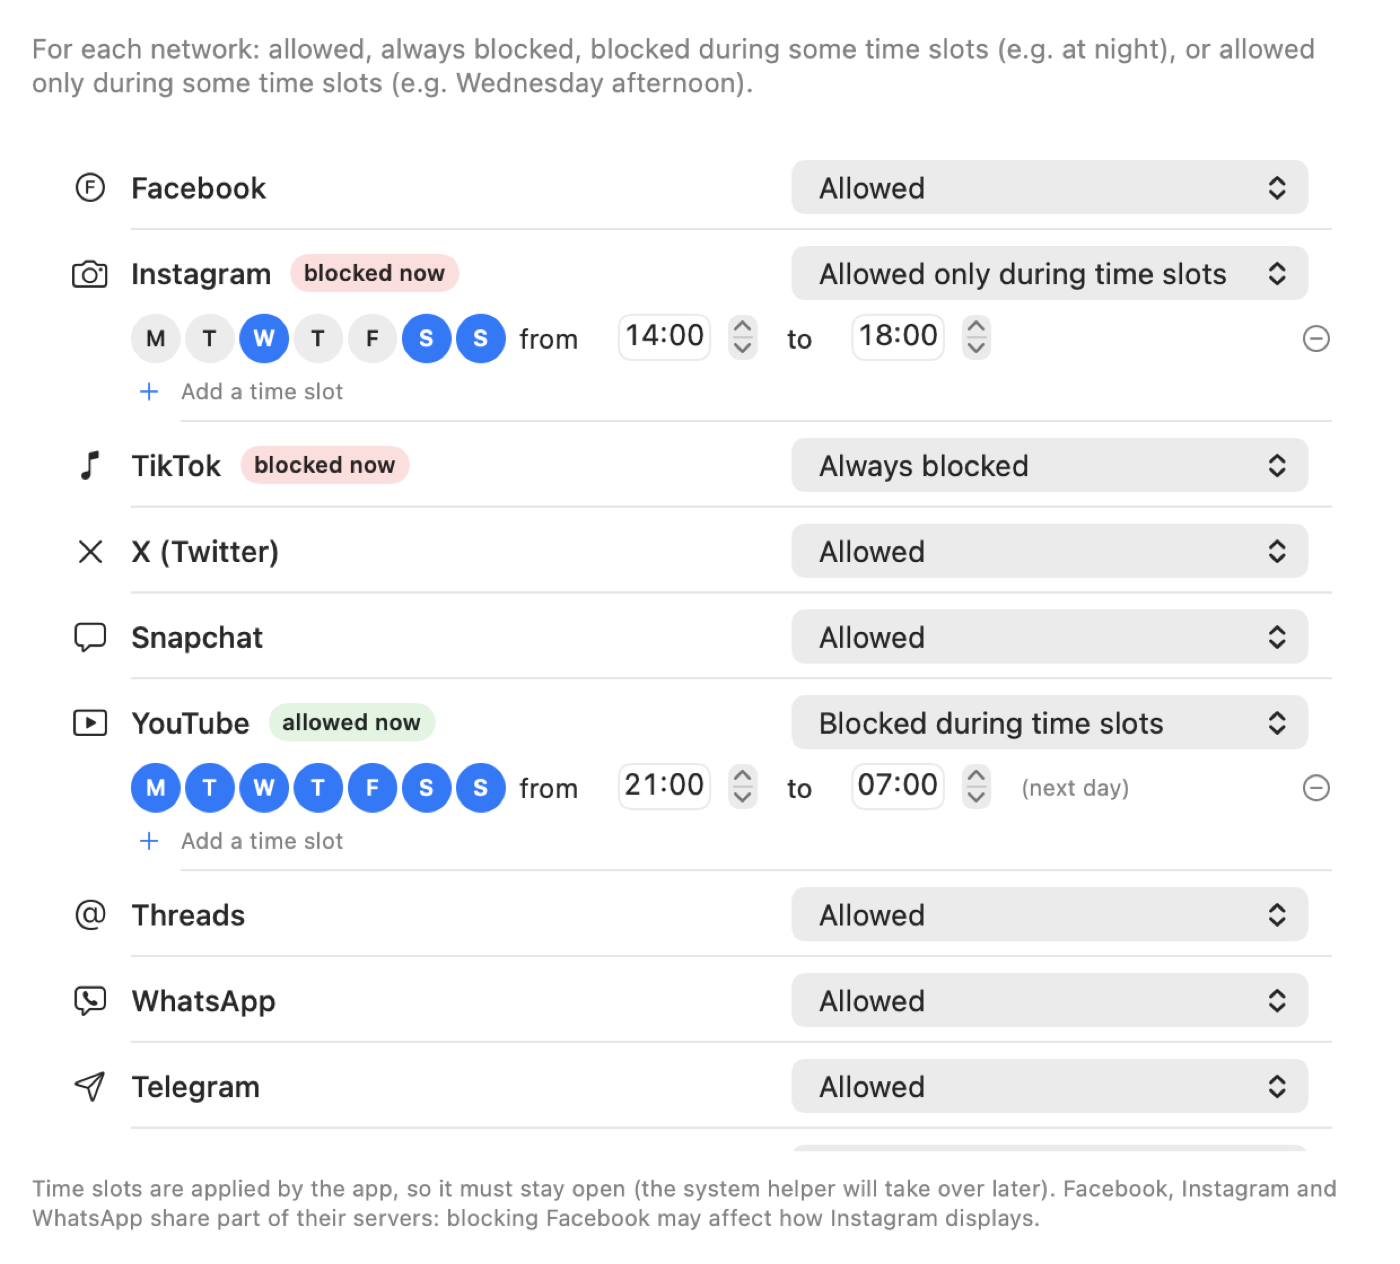 For each network: allowed, always blocked, blocked during some time slots (e.g. at night), or allowed
only during some time slots (e.g. Wednesday afternoon).
F Facebook Allowed
Instagram blocked now Allowed only during time slots
M T W T F S S from 14:00 to 18:00
+ Add a time slot
TikTok blocked now Always blocked
X (Twitter) Allowed
Snapchat Allowed
YouTube allowed now Blocked during time slots
M T W T F S S from 21:00 to 07:00 (next day)
+ Add a time slot
@ Threads Allowed
WhatsApp Allowed
Telegram Allowed
Time slots are applied by the app, so it must stay open (the system helper will take over later). Facebook, Instagram and
WhatsApp share part of their servers: blocking Facebook may affect how Instagram displays.